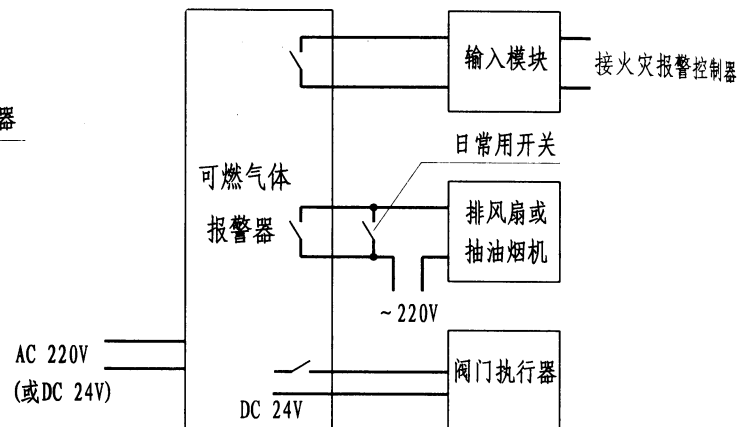 输入模块
接火灾报警控制器
器
日常用开关
可燃气体
报警器
排风扇或
抽油烟机
~220V
AC 220V
(或DC 24V)
阀门执行器
DC 24V